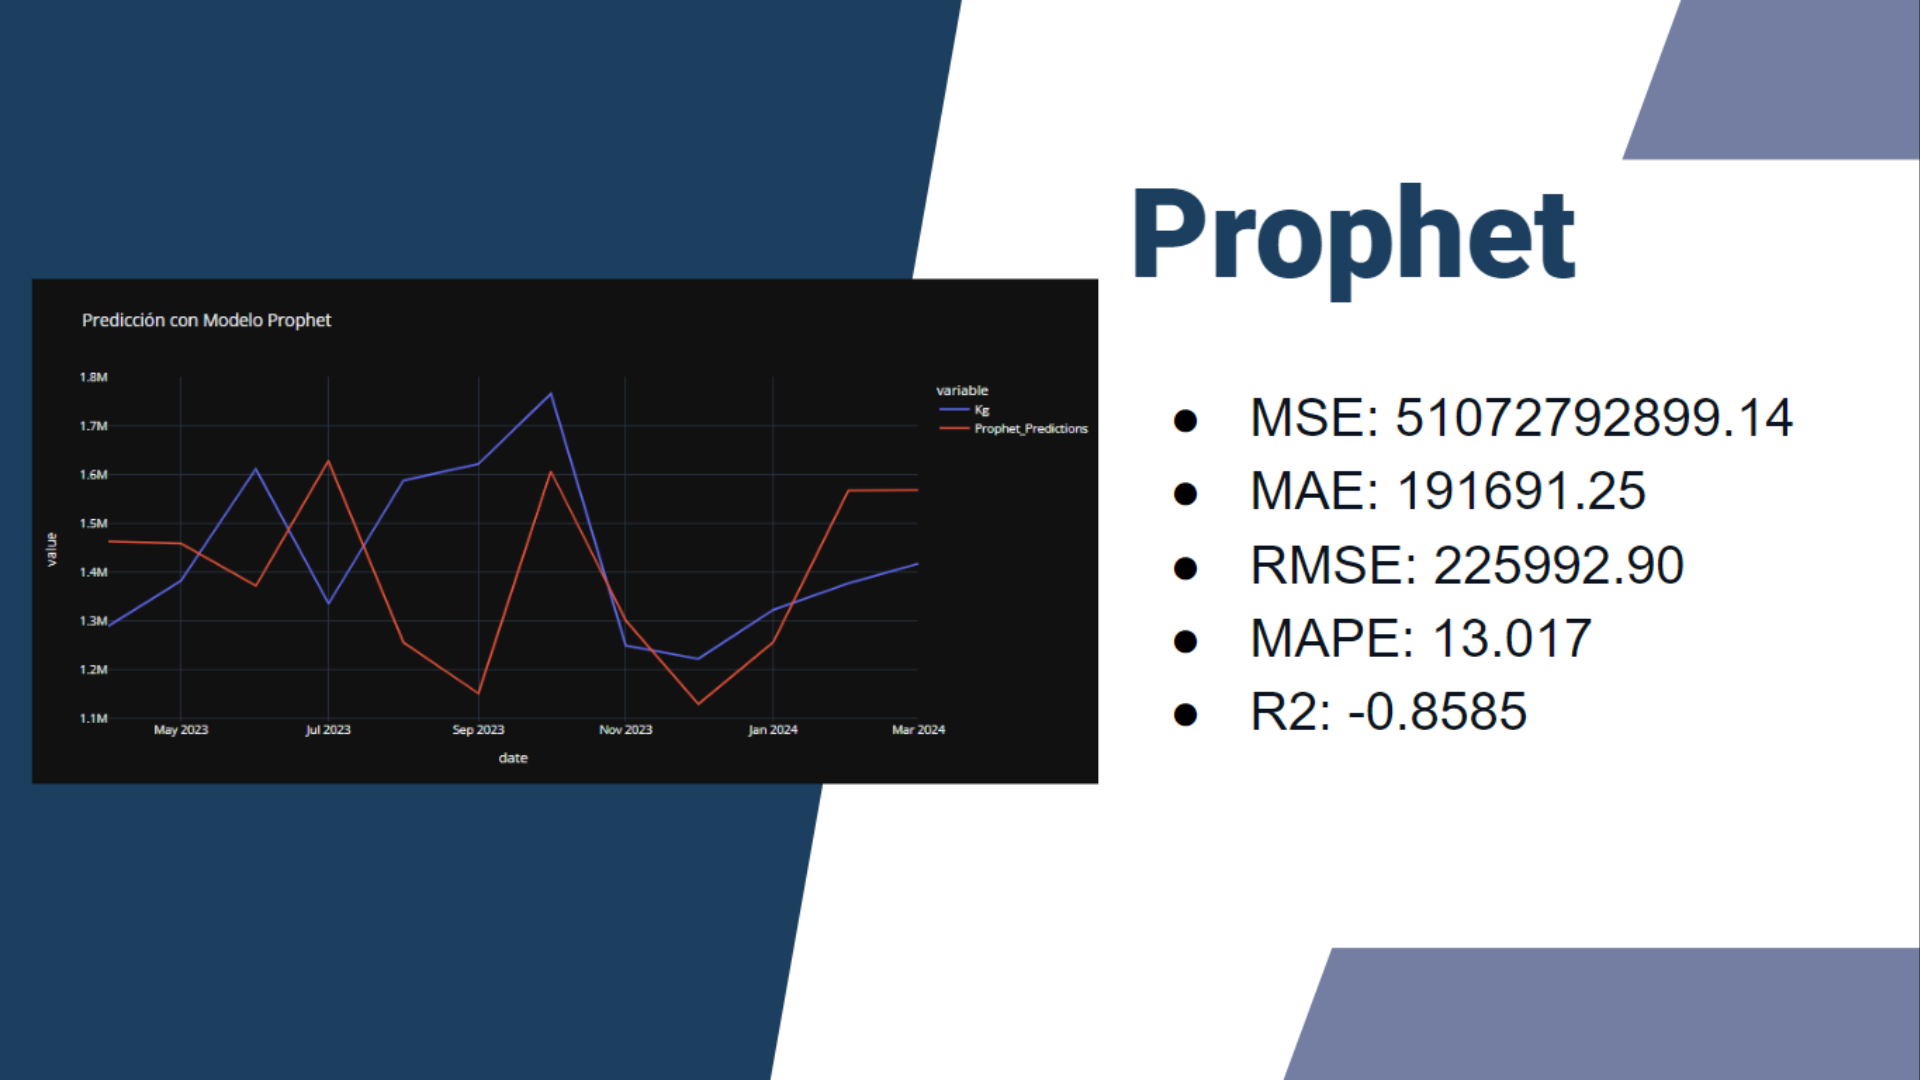 Prophet
Predicción con Modelo Prophet
1.8M
1.7M
1.6M
1.5M
1.4M
1.3M
1.2M
1.1M
value
May 2023
Jul 2023
Sep 2023
Nov 2023
Jan 2024
Mar 2024
date
variable
Kg
Prophet_Predictions
● MSE: 51072792899.14
● MAE: 191691.25
● RMSE: 225992.90
● MAPE: 13.017
● R2: -0.8585